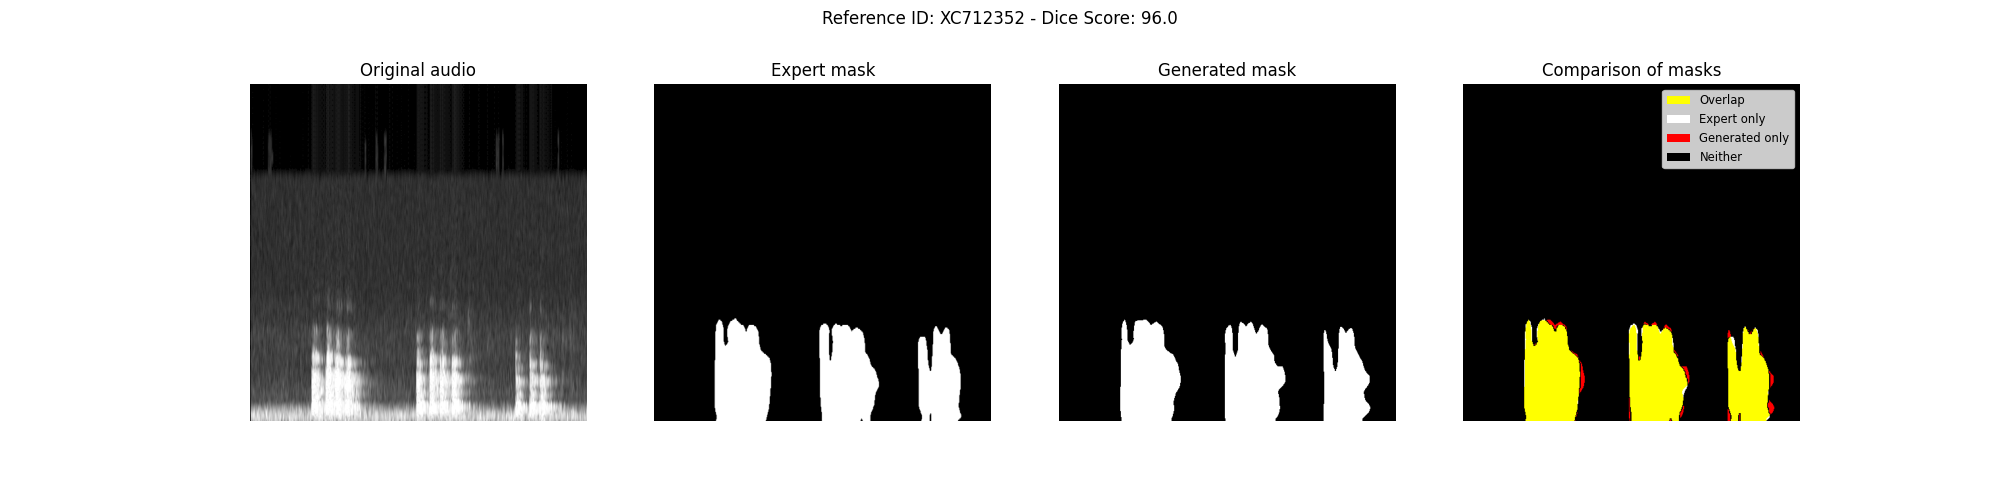 Reference ID: XC712352 - Dice Score: 96.0
Original audio
Expert mask
Generated mask
Comparison of masks
Overlap
Expert only
Generated only
Neither